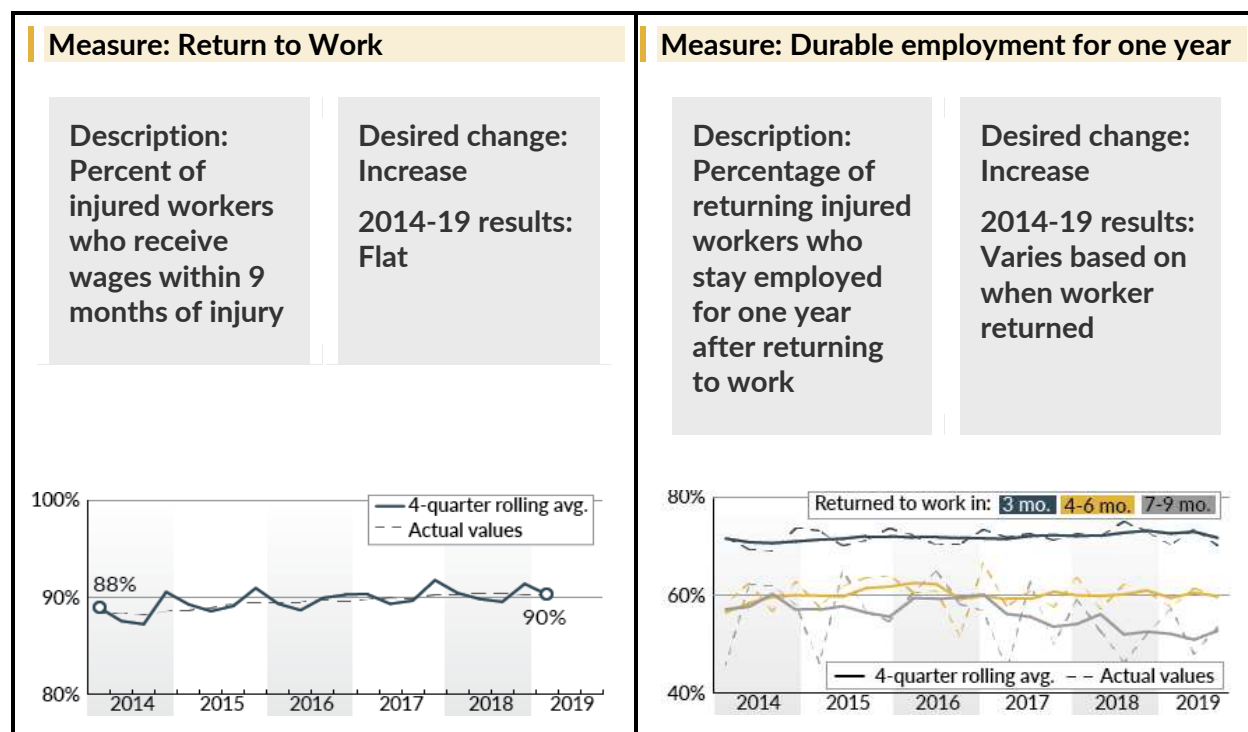 Measure: Return to Work
Description:
Percent of
injured workers
who receive
wages within 9
months of injury
Desired change:
Increase
2014-19 results:
Flat
100%
90%
80%
4-quarter rolling avg.
Actual values
88%
90%
2014 2015 2016 2017 2018 2019
Measure: Durable employment for one year
Description:
Percentage of
returning injured
workers who
stay employed
for one year
after returning
to work
Desired change:
Increase
2014-19 results:
Varies based on
when worker
returned
80%
60%
40%
Returned to work in: 3 mo. 4-6 mo. 7-9 mo.
4-quarter rolling avg. Actual values
2014 2015 2016 2017 2018 2019